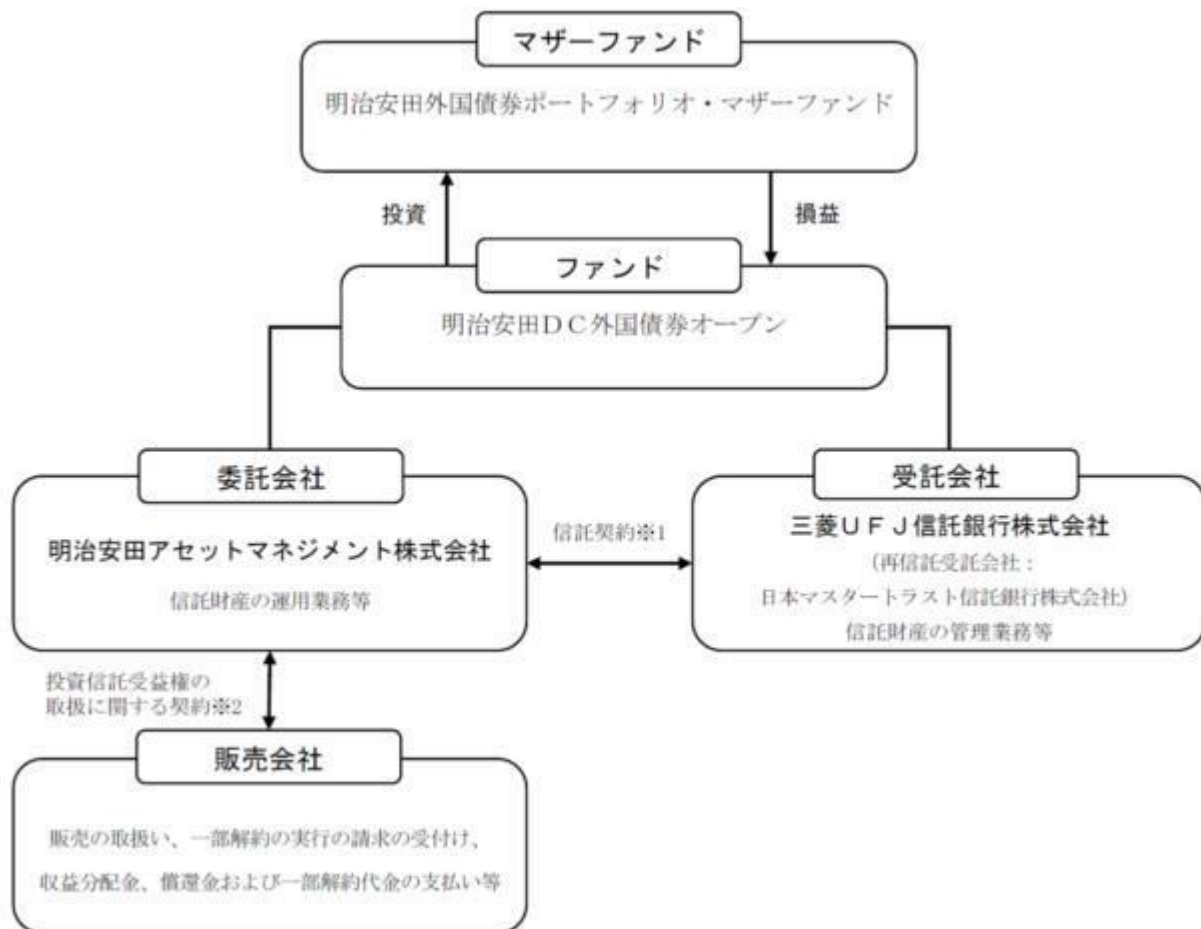 マザーファンド
明治安田外国債券ポートフォリオ・マザーファンド
投資
損益
ファンド
明治安田DC外国債券オープン
委託会社
明治安田アセットマネジメント株式会社
信託財産の運用業務等
信託契約※1
受託会社
三菱UFJ信託銀行株式会社
(再信託受託会社:
日本マスタートラスト信託銀行株式会社)
信託財産の管理業務等
投資信託受益権の
取扱に関する契約※2
販売会社
販売の取扱い、一部解約の実行の請求の受付け、
収益分配金、償還金および一部解約代金の支払い等